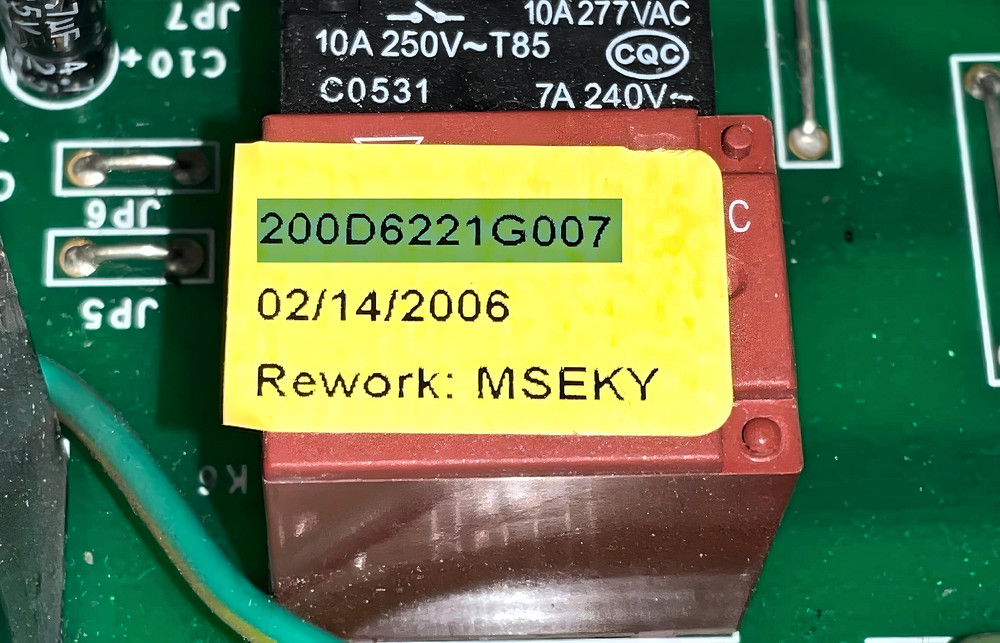 JP7
C10+
10A 277VAC
10A 250V~T85
CQC
C0531
7A 240V~
JP6
JP5
200D6221G007
02/14/2006
Rework: MSEKY
C
K6